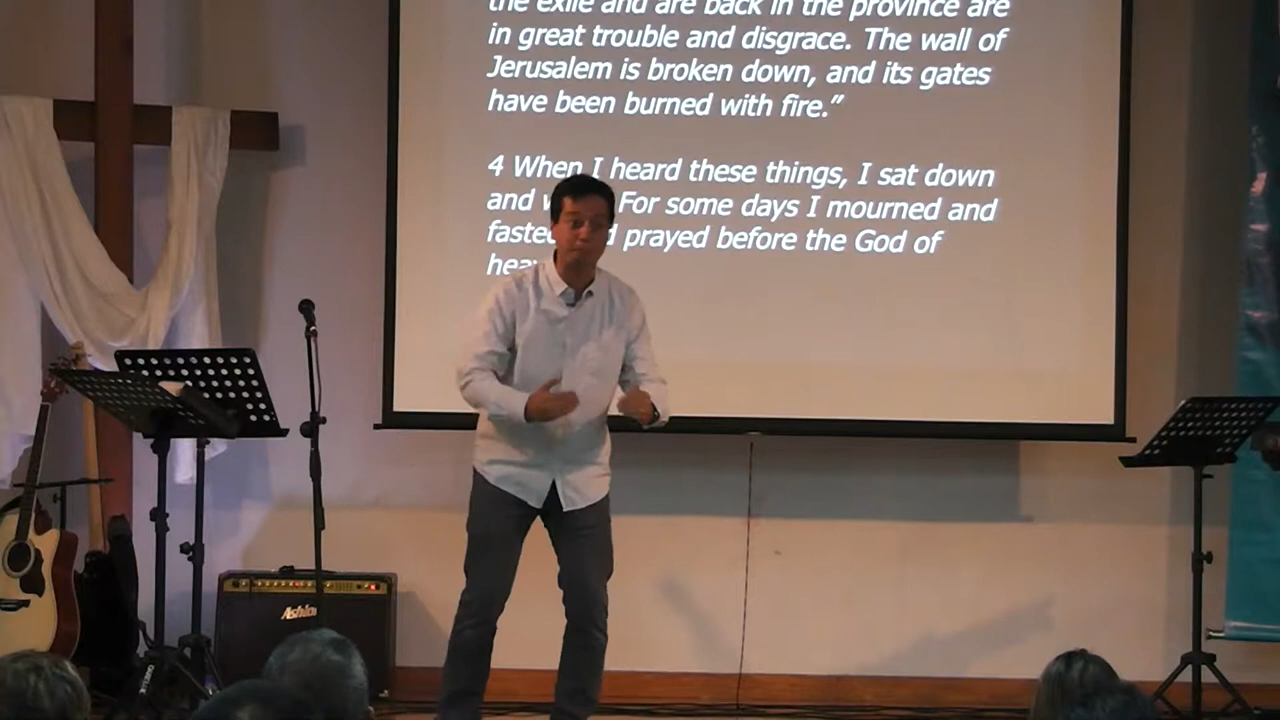 the exile and are back in the province are
in great trouble and disgrace. The wall of
Jerusalem is broken down, and its gates
have been burned with fire.”
4 When I heard these things, I sat down
and For some days I mourned and
fasted prayed before the God of
Ashton